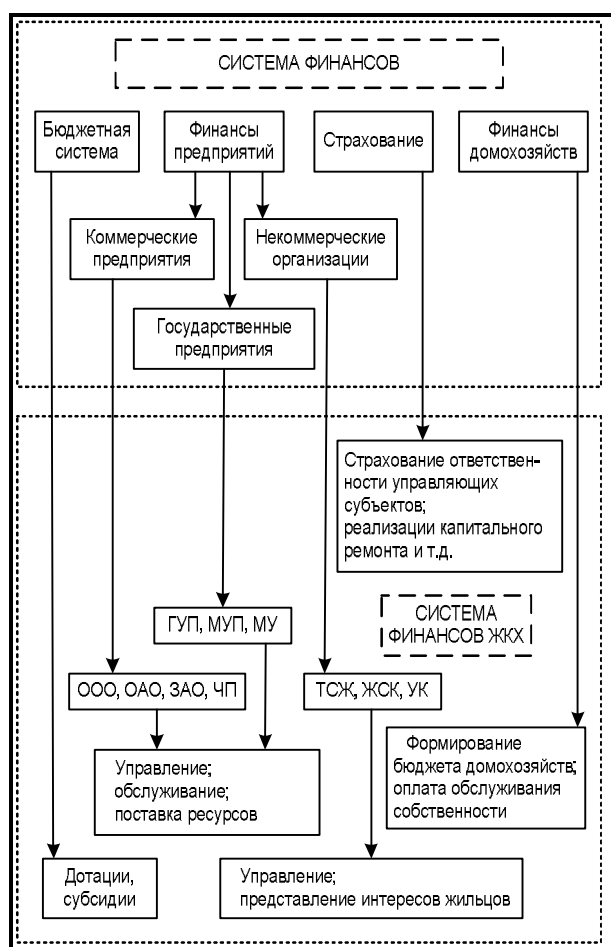 СИСТЕМА ФИНАНСОВ
Бюджетная
система
Финансы
предприятий
Страхование
Финансы
домохозяйств
Коммерческие
предприятия
Некоммерческие
организации
Государственные
предприятия
Страхование ответствен-
ности управляющих
субъектов;
реализации капитального
ремонта и т.д.
СИСТЕМА
ФИНАНСОВ ЖКХ
ГУП, МУП, МУ
ООО, ОАО, ЗАО, ЧП
ТСЖ, ЖСК, УК
Управление;
обслуживание;
поставка ресурсов
Формирование
бюджета домохозяйств;
оплата обслуживания
собственности
Дотации,
субсидии
Управление;
представление интересов жильцов